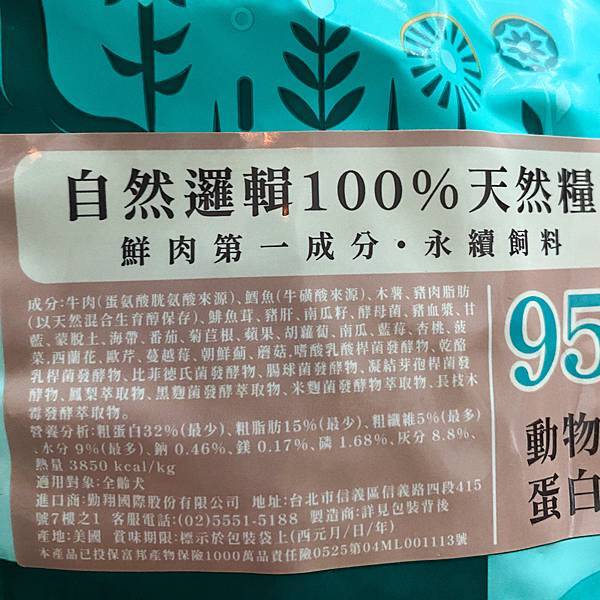 自然邏輯100%天然糧
鮮肉第一成分·永續飼料
成分:牛肉(蛋氨酸胱氨酸來源)、鱈魚(牛磺酸來源)、木薯、豬肉脂肪
(以天然混合生育醇保存)、鯡魚茸、豬肝、南瓜籽、酵母菌、豬血漿、甘
藍、蒙脫土、海帶、番茄、菊苣根、蘋果、胡蘿蔔、南瓜、藍莓、杏桃、菠
菜、西蘭花、歐芹、蔓越莓、朝鮮薊、蘑菇、嗜酸乳酸桿菌發酵物、乾酪
乳桿菌發酵物、比菲德氏菌發酵物、腸球菌發酵物、凝結芽孢桿菌發
酵物、鳳梨萃取物、黑麴菌發酵萃取物、米麴菌發酵物萃取物、長枝木
霉發酵萃取物。
營養分析:粗蛋白32%(最少)、粗脂肪15%(最少)、粗纖維5%(最多)
、水分 9%(最多)、鈉 0.46%、鎂 0.17%、磷 1.68%、灰分 8.8%、
熱量 3850 kcal/kg
適用對象:全齡犬
進口商:勤翔國際股份有限公司 地址:台北市信義區信義路四段415
號7樓之1 客服電話:(02)5551-5188 製造商:詳見包裝背後
產地:美國 賞味期限:標示於包裝袋上(西元月/日/年)
本產品已投保富邦產物保險1000萬品責任險0525第04ML001113號
95
動物
蛋白